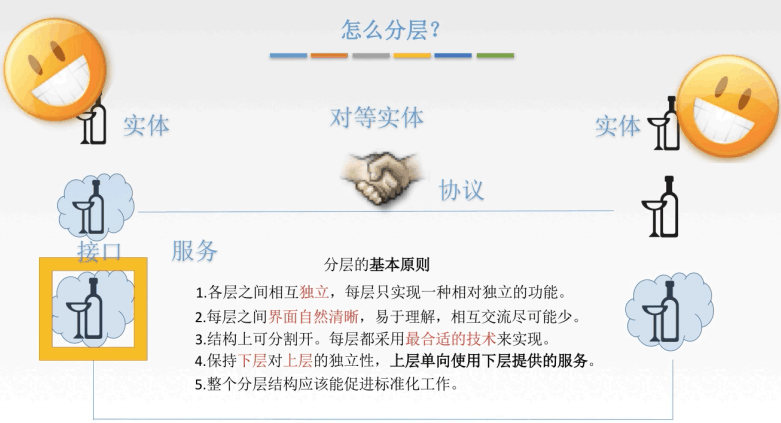 怎么分层？
实体
对等实体
实体
协议
接口
服务
分层的基本原则
1.各层之间相互独立，每层只实现一种相对独立的功能。
2.每层之间界面自然清晰，易于理解，相互交流尽可能少。
3.结构上可分割开。每层都采用最合适的技术来实现。
4.保持下层对上层的独立性，上层单向使用下层提供的服务。
5.整个分层结构应该能促进标准化工作。